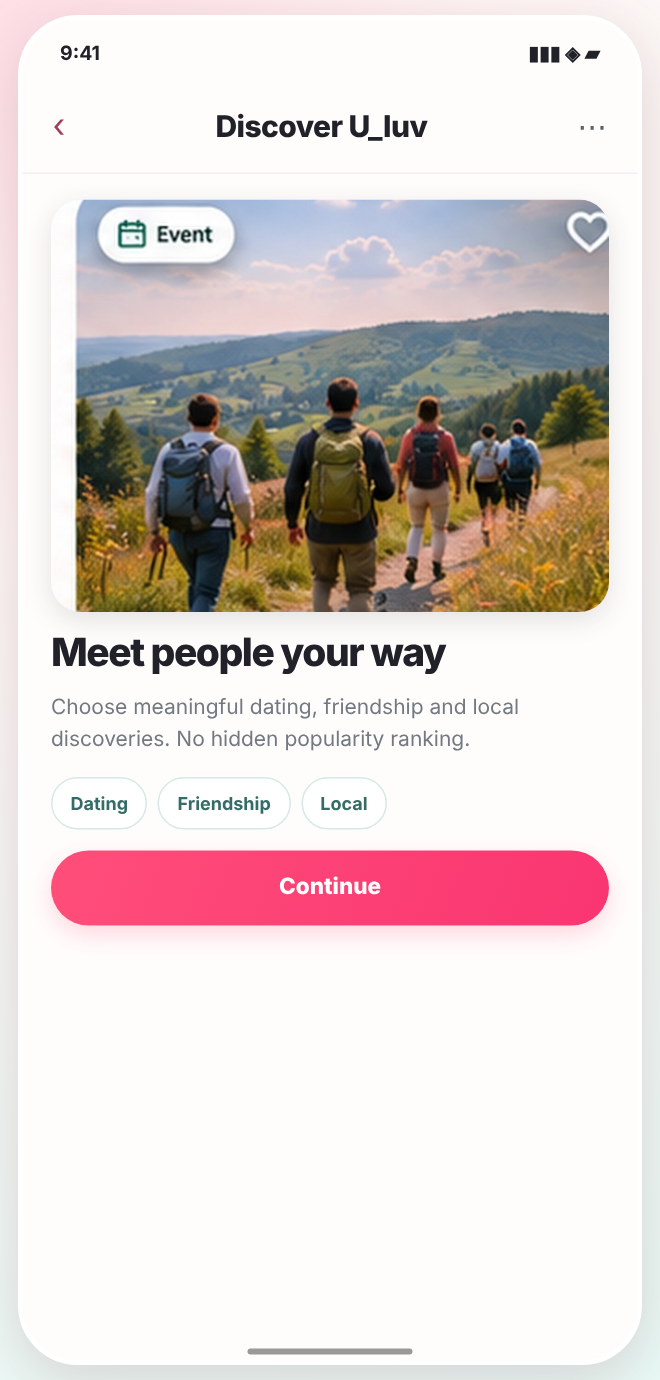 9:41
Discover U_luv
Event
Meet people your way
Choose meaningful dating, friendship and local
discoveries. No hidden popularity ranking.
Dating
Friendship
Local
Continue